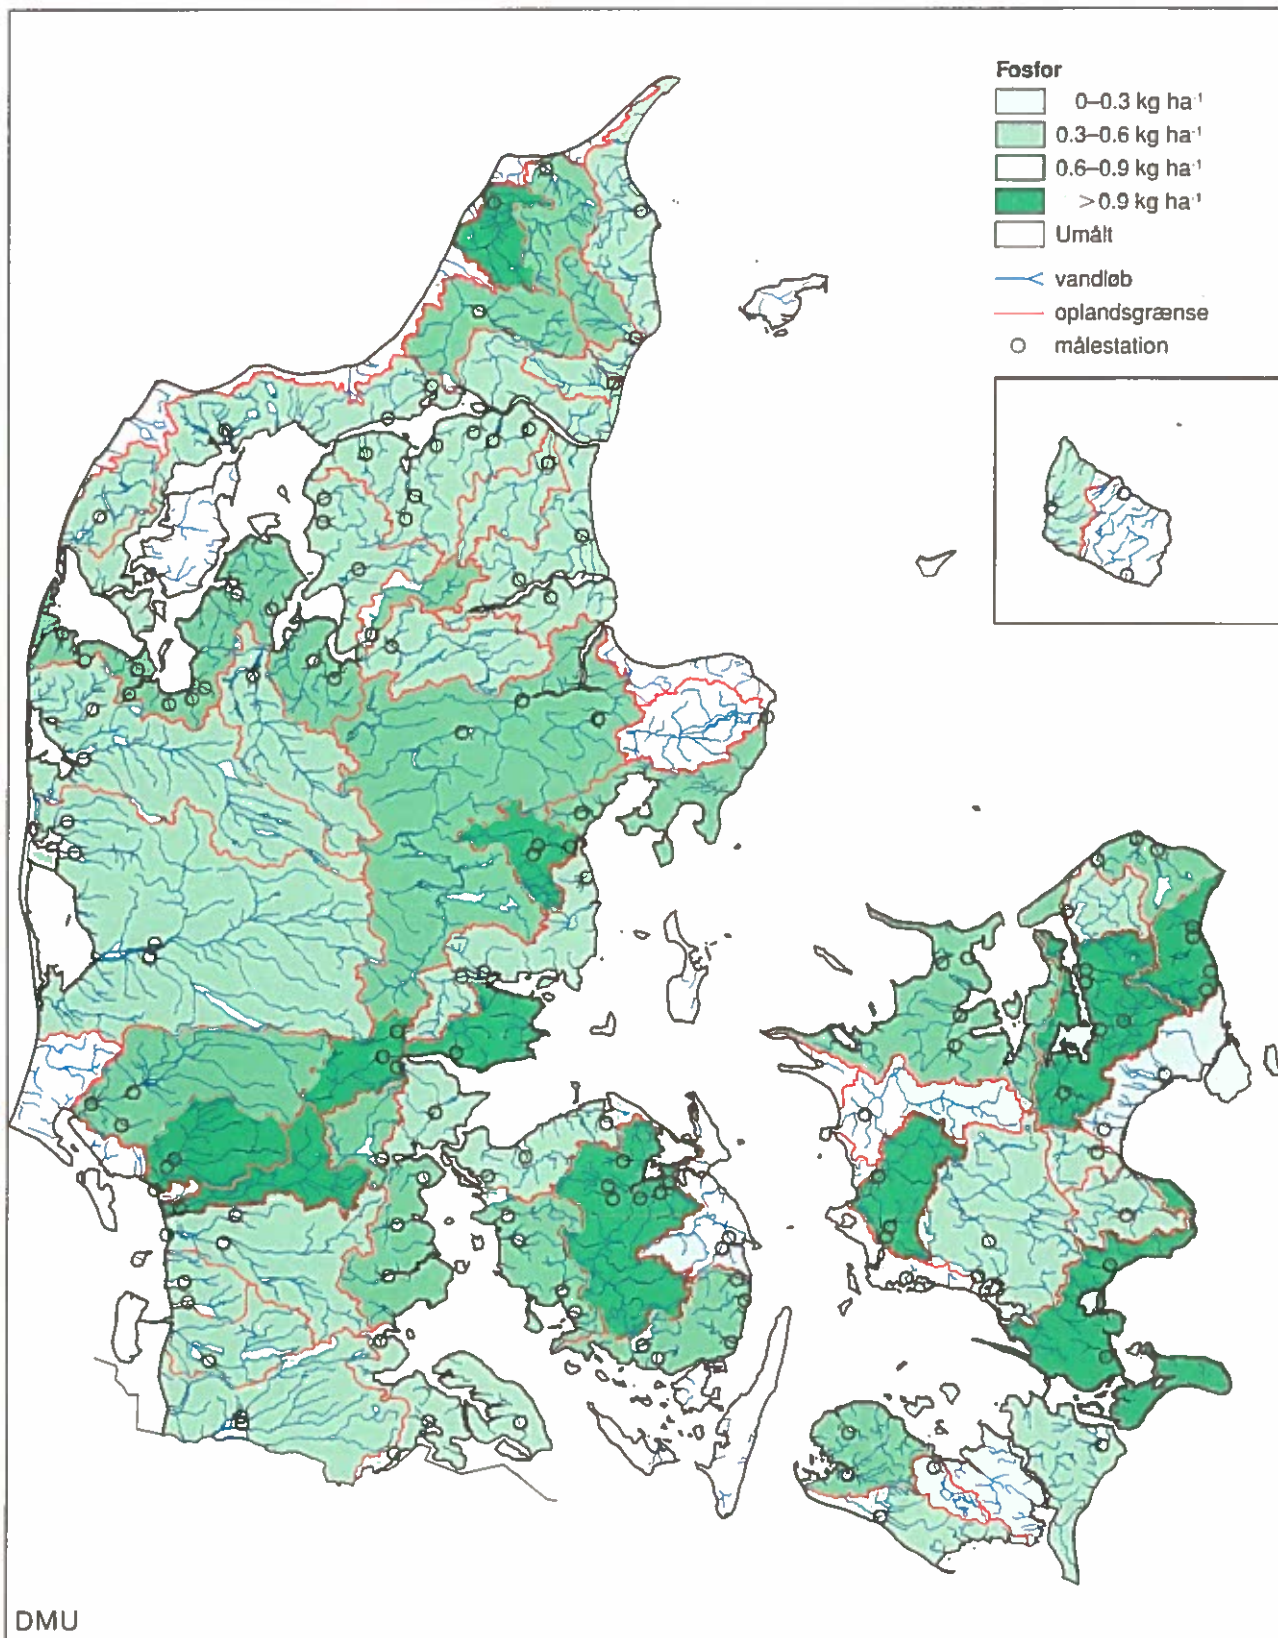 Fosfor
0–0.3 kg ha⁻¹
0.3–0.6 kg ha⁻¹
0.6–0.9 kg ha⁻¹
>0.9 kg ha⁻¹
Umålt
vandløb
oplandsgrænse
målestation
DMU